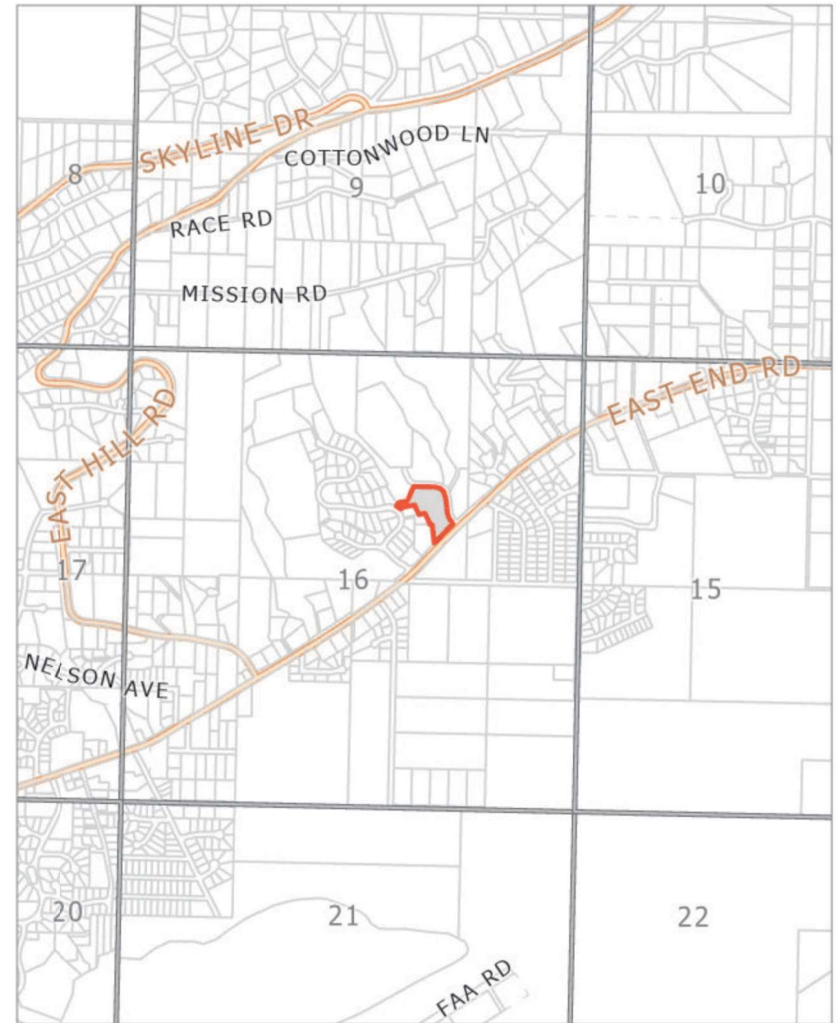 SKYLINE DR
COTTONWOOD LN
8
9
10
RACE RD
MISSION RD
EAST END RD
EAST HILL RD
17
16
15
NELSON AVE
20
21
22
FAA RD